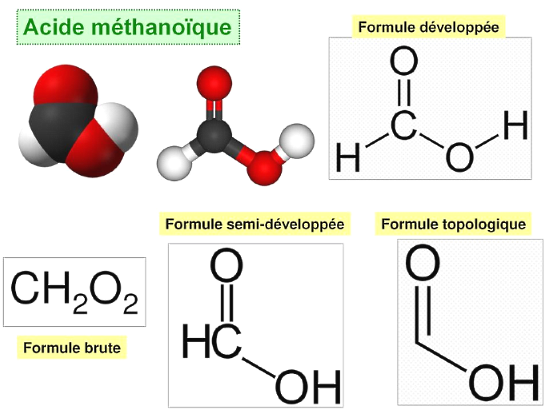 Acide méthanoïque
Formule développée
O
C
H
O
H
Formule semi-développée
Formule topologique
CH₂O₂
Formule brute
O
HC
OH
O
OH